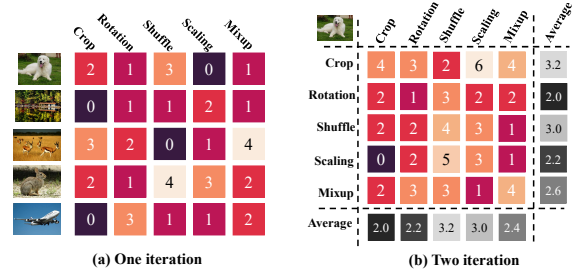 Crop Rotation Shuffle Scaling Mixup
2 1 3 0 1
0 1 1 2 1
3 2 0 1 4
2 1 4 3 2
0 3 1 1 2
(a) One iteration
Crop Rotation Shuffle Scaling Mixup Average
Crop 4 3 2 6 4 3.2
Rotation 2 1 3 2 2 2.0
Shuffle 2 2 4 3 1 3.0
Scaling 0 2 5 3 1 2.2
Mixup 2 3 3 1 4 2.6
Average 2.0 2.2 3.2 3.0 2.4
(b) Two iteration